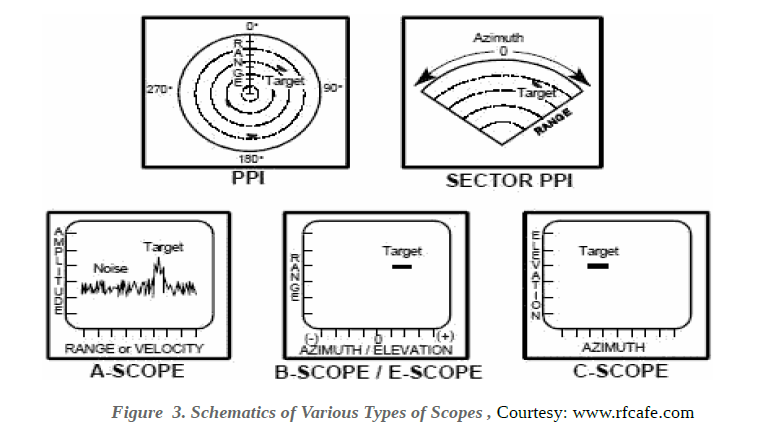 0°
RANGE
Target
270°
90°
180°
PPI
Azimuth
0
Target
RANGE
SECTOR PPI
AMPLITUDE
Target
Noise
RANGE or VELOCITY
A-SCOPE
RANGE
Target
(-) 0 (+)
AZIMUTH / ELEVATION
B-SCOPE / E-SCOPE
ELEVATION
Target
AZIMUTH
C-SCOPE
Figure 3. Schematics of Various Types of Scopes , Courtesy: www.rfcafe.com